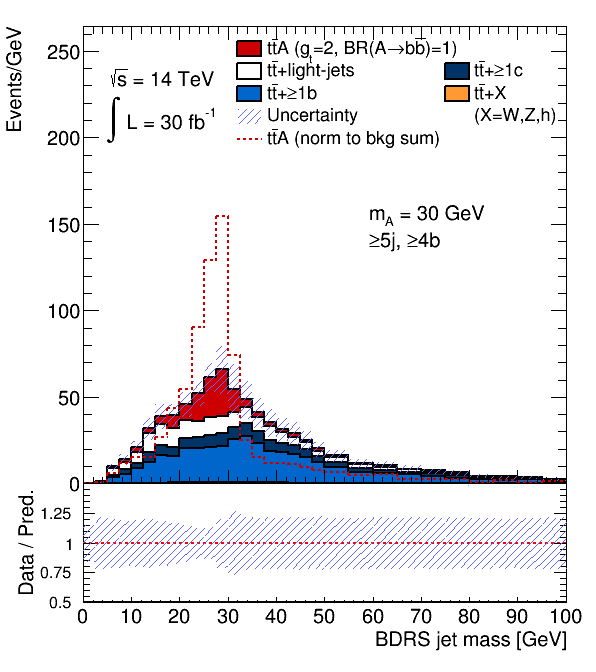 Events/GeV
250
200
150
100
50
0
√s = 14 TeV
∫ L = 30 fb⁻¹
tt̄A (gₜ=2, BR(A→bb̄)=1)
tt̄+light-jets
tt̄+≥1c
tt̄+≥1b
tt̄+X
Uncertainty
(X=W,Z,h)
tt̄A (norm to bkg sum)
m_A = 30 GeV
≥5j, ≥4b
Data / Pred.
1.25
1
0.75
0.5
0 10 20 30 40 50 60 70 80 90 100
BDRS jet mass [GeV]